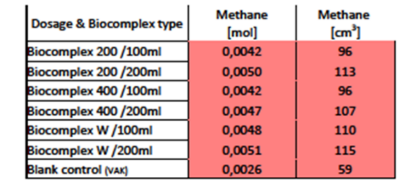 Dosage & Biocomplex type Methane [mol] Methane [cm³]
Biocomplex 200 /100ml 0,0042 96
Biocomplex 200 /200ml 0,0050 113
Biocomplex 400 /100ml 0,0042 96
Biocomplex 400 /200ml 0,0047 107
Biocomplex W /100ml 0,0048 110
Biocomplex W /200ml 0,0051 115
Blank control (VAK) 0,0026 59